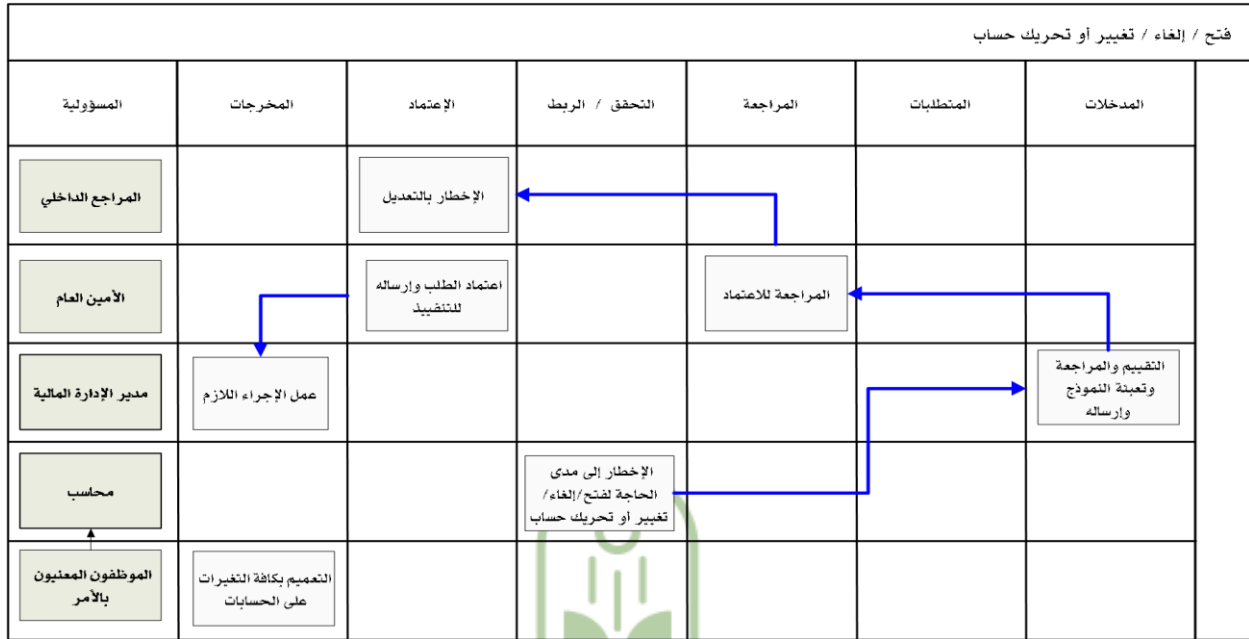 فتح / إلغاء / تغيير أو تحريك حساب
المدخلات
المتطلبات
المراجعة
التحقق / الربط
الإعتماد
المخرجات
المسؤولية
الإخطار بالتعديل
المراجع الداخلي
المراجعة للاعتماد
اعتماد الطلب وإرساله
للتنفييذ
الأمين العام
التقييم والمراجعة
وتعبئة النموذج
وإرساله
عمل الإجراء اللازم
مدير الإدارة المالية
الإخطار إلى مدى
الحاجة لفتح/إلغاء/
تغيير أو تحريك حساب
محاسب
التعميم بكافة التغيرات
على الحسابات
الموظفون المعنيون
بالأمر